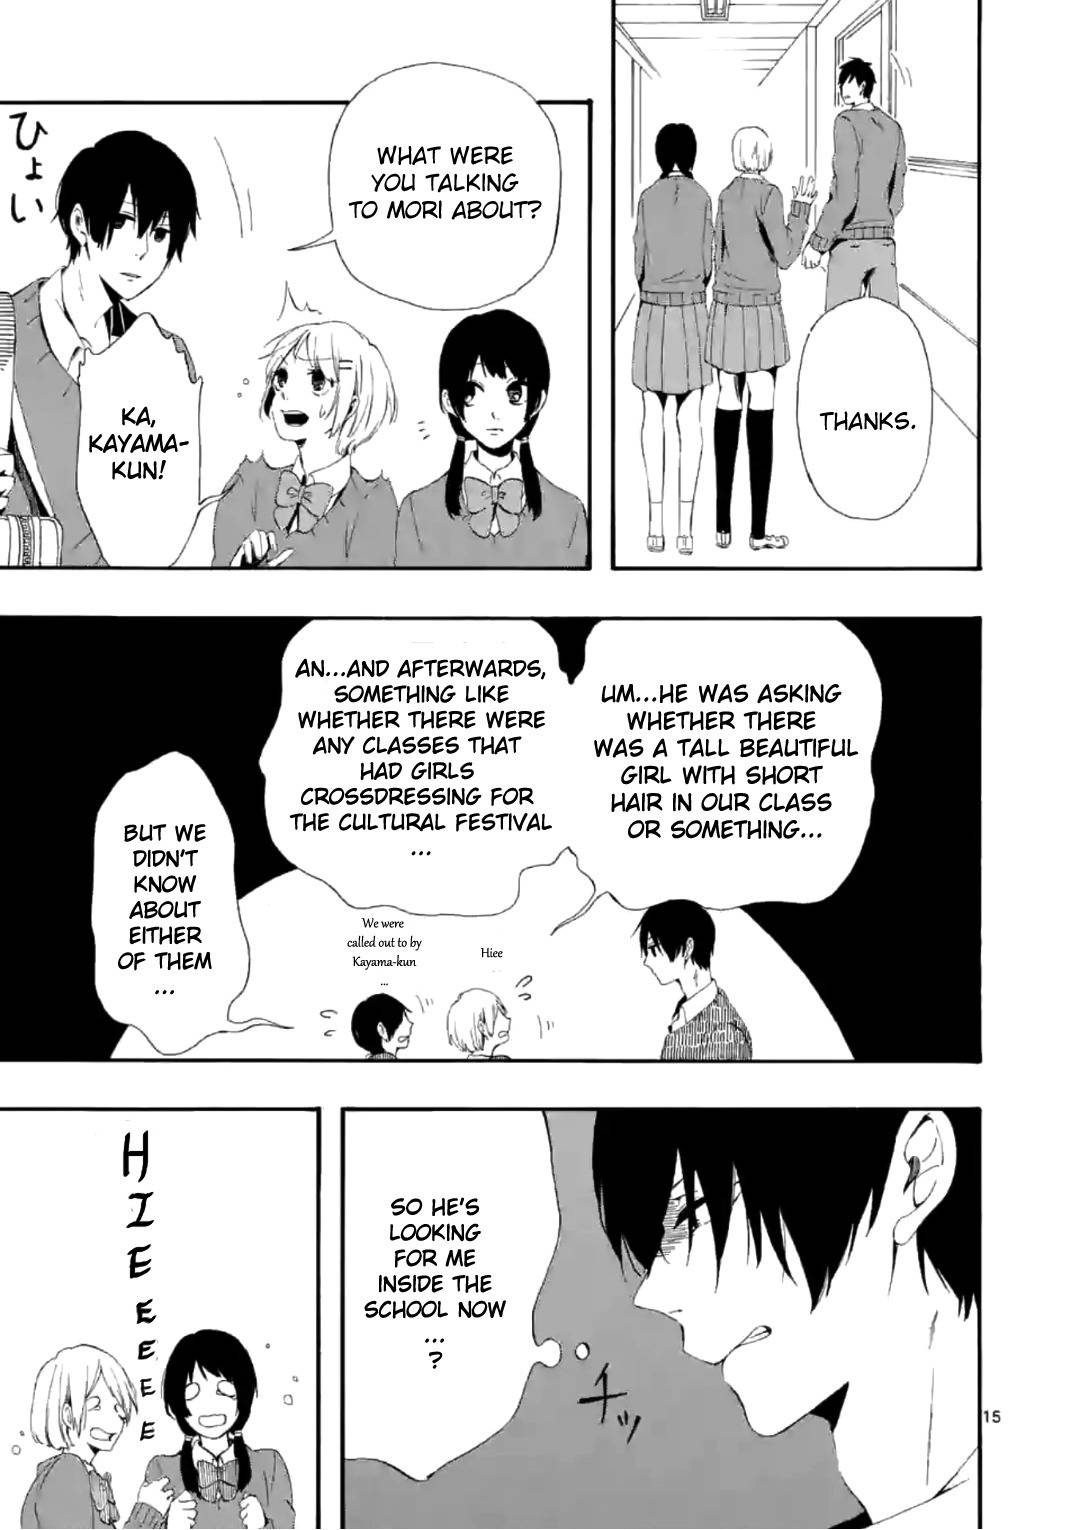 THANKS.
WHAT WERE
YOU TALKING
TO MORI ABOUT?
ひょい
KA,
KAYAMA-
KUN!
UM...HE WAS ASKING
WHETHER THERE
WAS A TALL BEAUTIFUL
GIRL WITH SHORT
HAIR IN OUR CLASS
OR SOMETHING...
AN...AND AFTERWARDS,
SOMETHING LIKE
WHETHER THERE WERE
ANY CLASSES THAT
HAD GIRLS
CROSSDRESSING FOR
THE CULTURAL FESTIVAL
...
Hiee
We were
called out to by
Kayama-kun
...
BUT WE
DIDN'T
KNOW
ABOUT
EITHER
OF THEM
...
SO HE'S
LOOKING
FOR ME
INSIDE THE
SCHOOL NOW
...
?
チッ
HIEEEEEE
15